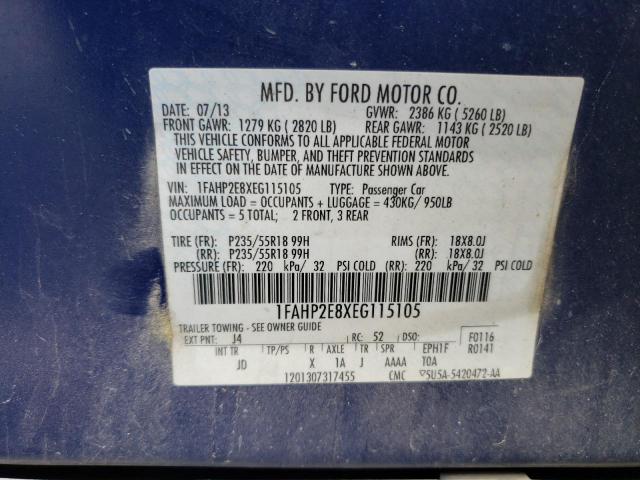 MFD. BY FORD MOTOR CO.
DATE: 07/13 GVWR: 2386 KG ( 5260 LB)
FRONT GAWR: 1279 KG ( 2820 LB) REAR GAWR: 1143 KG ( 2520 LB)
THIS VEHICLE CONFORMS TO ALL APPLICABLE FEDERAL MOTOR
VEHICLE SAFETY, BUMPER, AND THEFT PREVENTION STANDARDS
IN EFFECT ON THE DATE OF MANUFACTURE SHOWN ABOVE.
VIN: 1FAHP2E8XEG115105 TYPE: Passenger Car
MAXIMUM LOAD = OCCUPANTS + LUGGAGE = 430KG/ 950LB
OCCUPANTS = 5 TOTAL; 2 FRONT, 3 REAR
TIRE (FR): P235/55R18 99H RIMS (FR): 18X8.0J
(RR): P235/55R18 99H (RR): 18X8.0J
PRESSURE (FR): 220 kPa/ 32 PSI COLD (RR): 220 kPa/ 32 PSI COLD
1FAHP2E8XEG115105
TRAILER TOWING - SEE OWNER GUIDE
EXT PNT: J4 RC: 52 DSO: F0116
INT TR TP/PS R AXLE TR SPR EPH1F R0141
JD X 1A J AAAA TOA
1201307317455 CMC 5U5A-5420472-AA